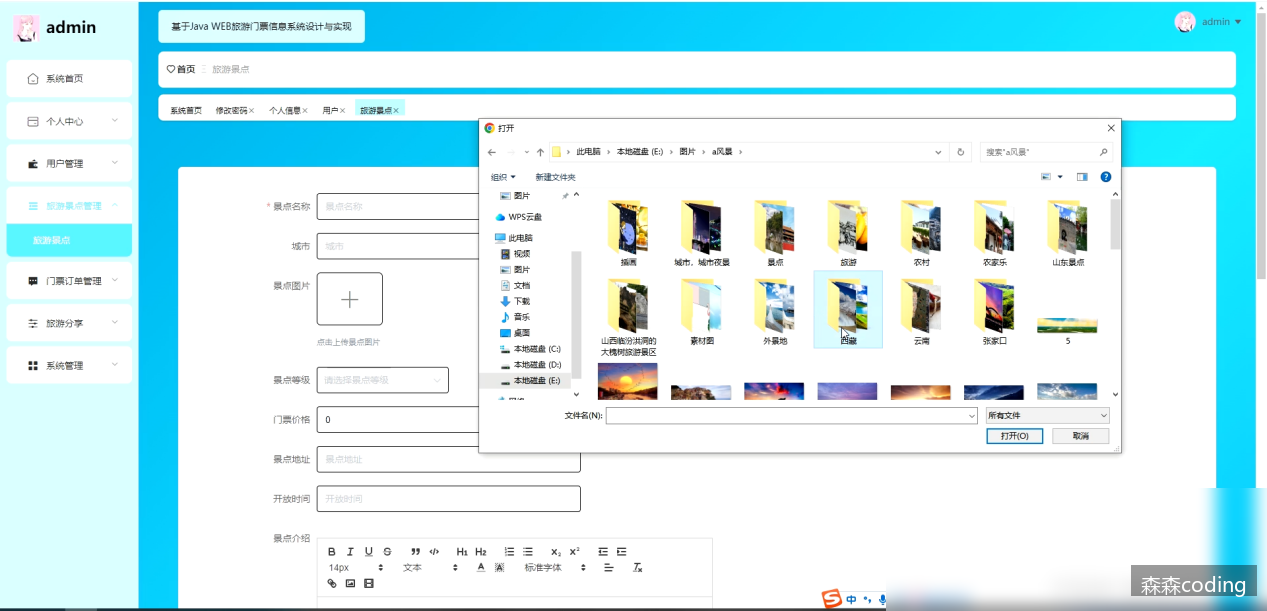 admin
基于Java WEB旅游门票信息系统设计与实现
admin
首页 旅游景点
系统首页 修改密码× 个人信息× 用户× 旅游景点×
系统首页
个人中心
用户管理
旅游景点管理
旅游景点
门票订单管理
旅游分享
系统管理
* 景点名称 景点名称
城市 城市
景点图片
点击上传景点图片
景点等级 请选择景点等级
门票价格 0
景点地址 景点地址
开放时间 开放时间
景点介绍
B I U S H1 H2 X2 X2
14px 文本 A A 标准字体
打开
此电脑 › 本地磁盘 (E:) › 图片 › a风景 ›
搜索"a风景"
组织 新建文件夹
图片
WPS云盘
此电脑
视频
图片
文档
下载
音乐
桌面
本地磁盘 (C:)
本地磁盘 (D:)
本地磁盘 (E:)
插画 城市，城市夜景 景点 旅游 农村 农家乐 山东景点
山西临汾洪洞的大槐树旅游景区 素材图 外景地 西藏 云南 张家口 5
文件名(N): 所有文件
打开(O) 取消
中
森森coding